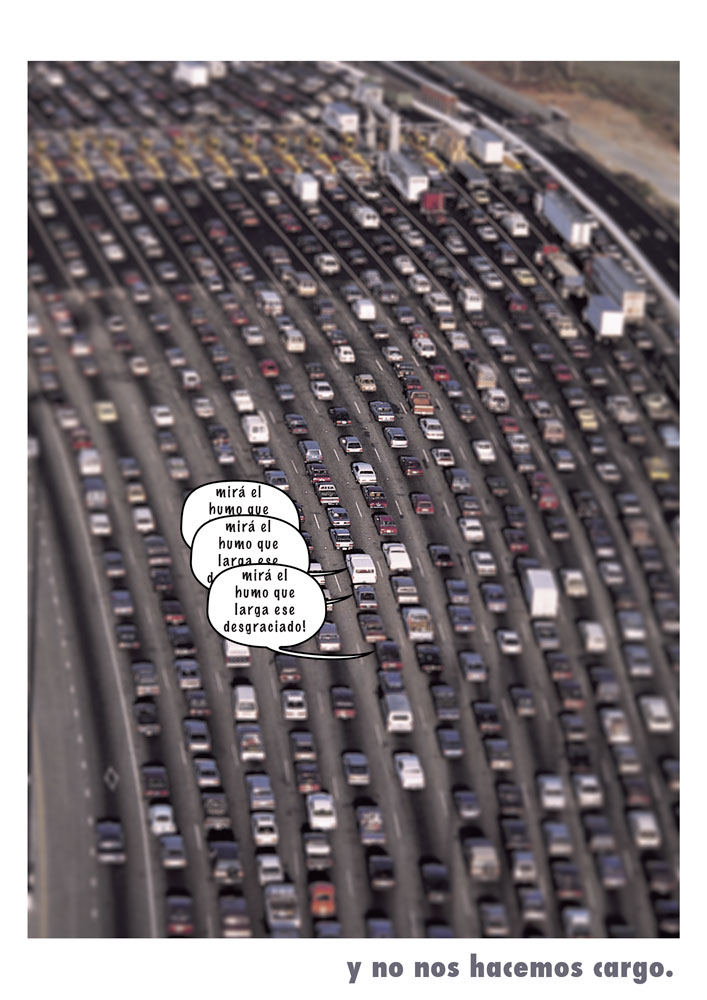 mirá el
humo que
mirá el
humo que
larga ese
mirá el
humo que
larga ese
desgraciado!
y no nos hacemos cargo.